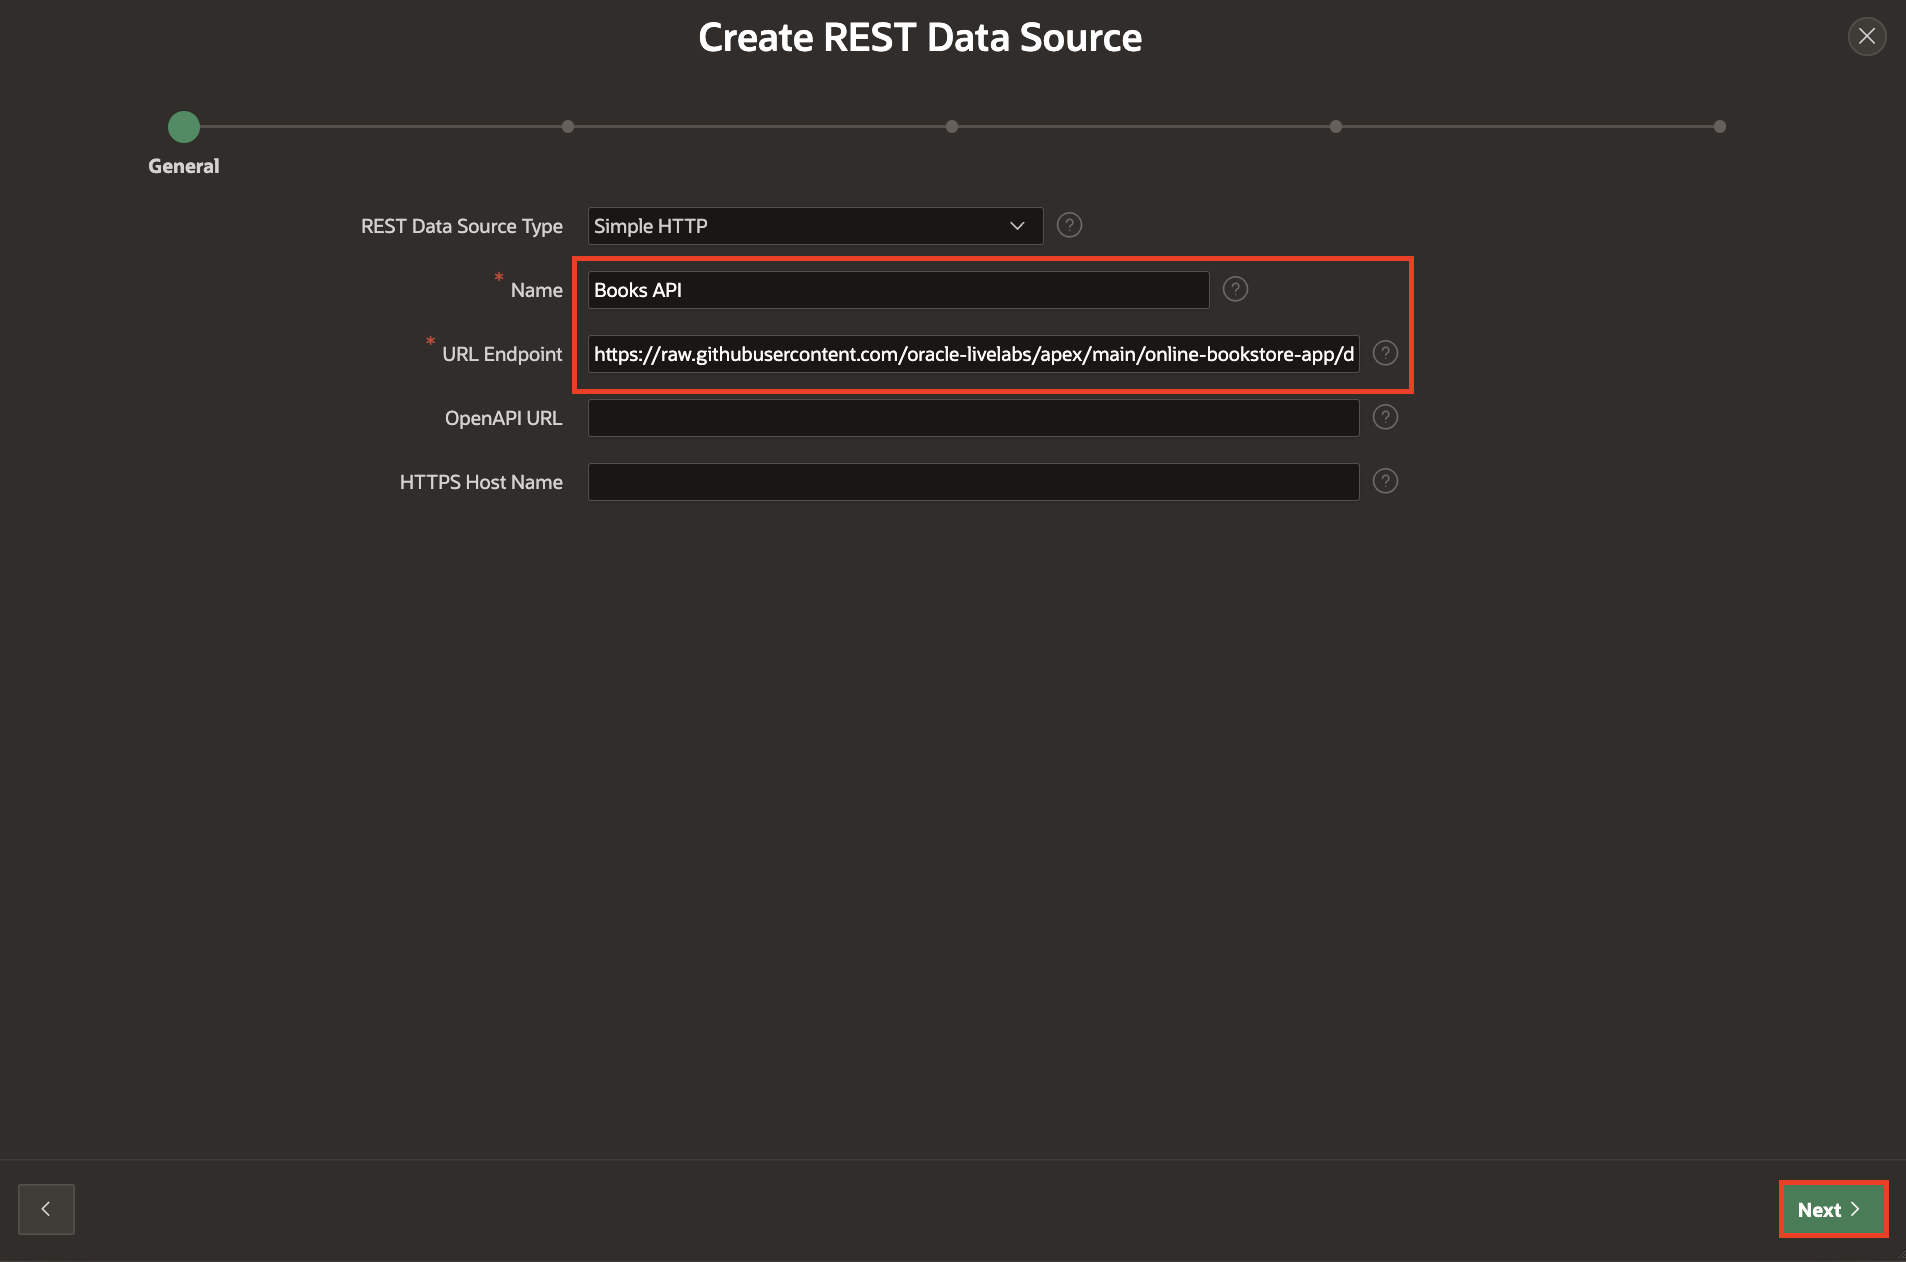 Create REST Data Source
General
REST Data Source Type Simple HTTP ?
* Name Books API ?
* URL Endpoint https://raw.githubusercontent.com/oracle-livelabs/apex/main/online-bookstore-app/d ?
OpenAPI URL ?
HTTPS Host Name ?
Next